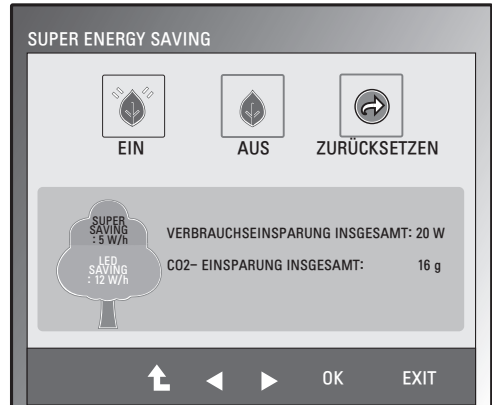 SUPER ENERGY SAVING
EIN
AUS
ZURÜCKSETZEN
SUPER
SAVING
: 5 W/h
LED
SAVING
: 12 W/h
VERBRAUCHSEINSPARUNG INSGESAMT: 20 W
CO2- EINSPARUNG INSGESAMT: 16 g
OK EXIT